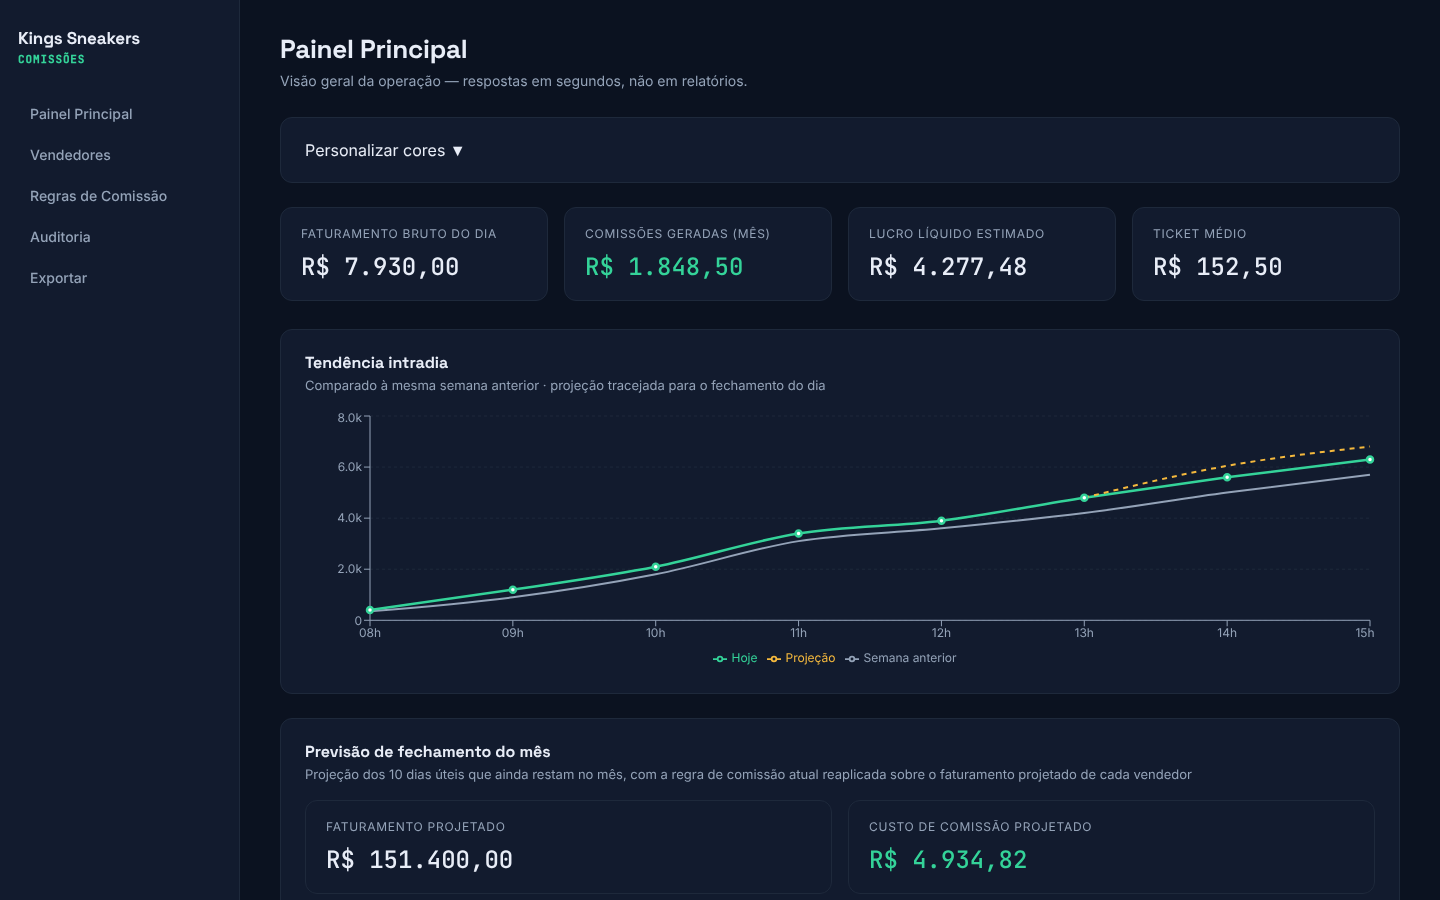 Kings Sneakers
COMISSÕES
Painel Principal
Vendedores
Regras de Comissão
Auditoria
Exportar
Painel Principal
Visão geral da operação — respostas em segundos, não em relatórios.
Personalizar cores ▼
FATURAMENTO BRUTO DO DIA
R$ 7.930,00
COMISSÕES GERADAS (MÊS)
R$ 1.848,50
LUCRO LÍQUIDO ESTIMADO
R$ 4.277,48
TICKET MÉDIO
R$ 152,50
Tendência intradia
Comparado à mesma semana anterior · projeção tracejada para o fechamento do dia
8.0k
6.0k
4.0k
2.0k
0
08h 09h 10h 11h 12h 13h 14h 15h
Hoje Projeção Semana anterior
Previsão de fechamento do mês
Projeção dos 10 dias úteis que ainda restam no mês, com a regra de comissão atual reaplicada sobre o faturamento projetado de cada vendedor
FATURAMENTO PROJETADO
R$ 151.400,00
CUSTO DE COMISSÃO PROJETADO
R$ 4.934,82